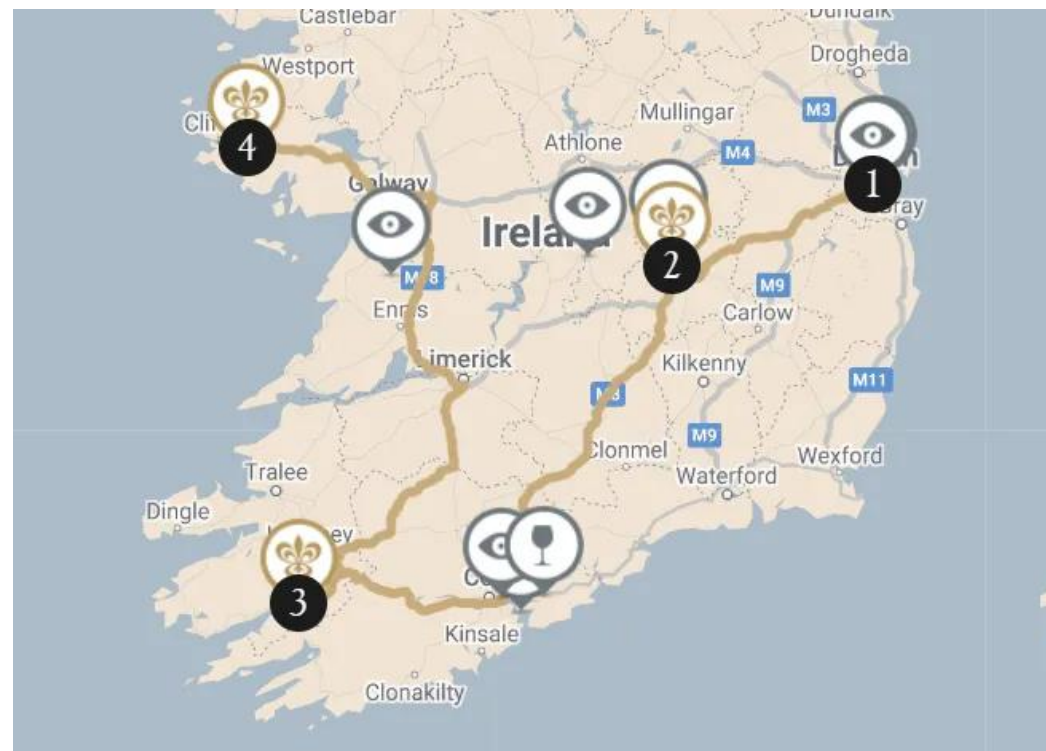 Castlebar
Westport
Drogheda
M3
Mullingar
Athlone
M4
4
1
Galway
Ireland
2
M9
Ennis
Carlow
Limerick
Kilkenny
M11
M8
M9
Clonmel
Wexford
Tralee
Waterford
Dingle
3
Kinsale
Clonakilty